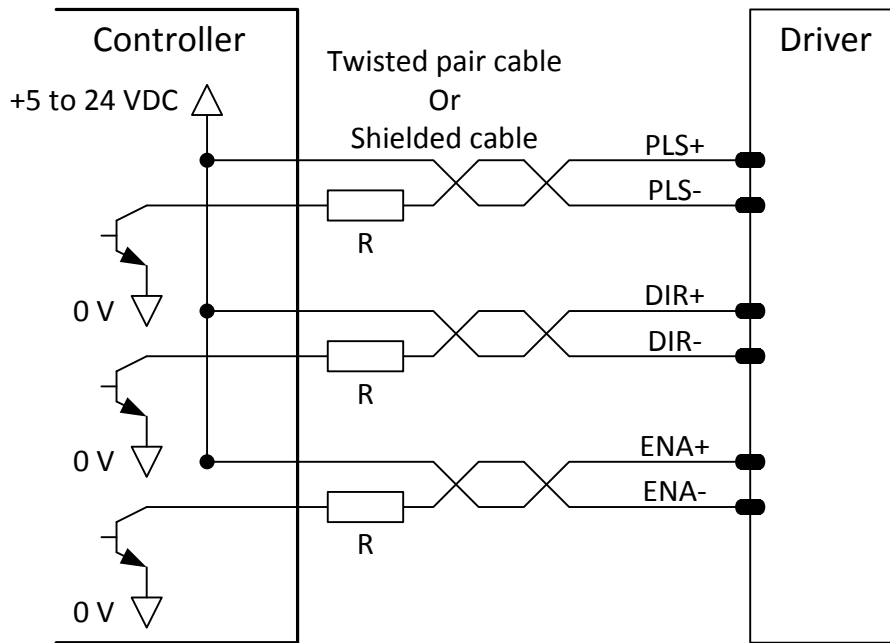 Controller
Driver
Twisted pair cable
Or
Shielded cable
+5 to 24 VDC
PLS+
PLS-
R
0 V
DIR+
DIR-
R
0 V
ENA+
ENA-
R
0 V